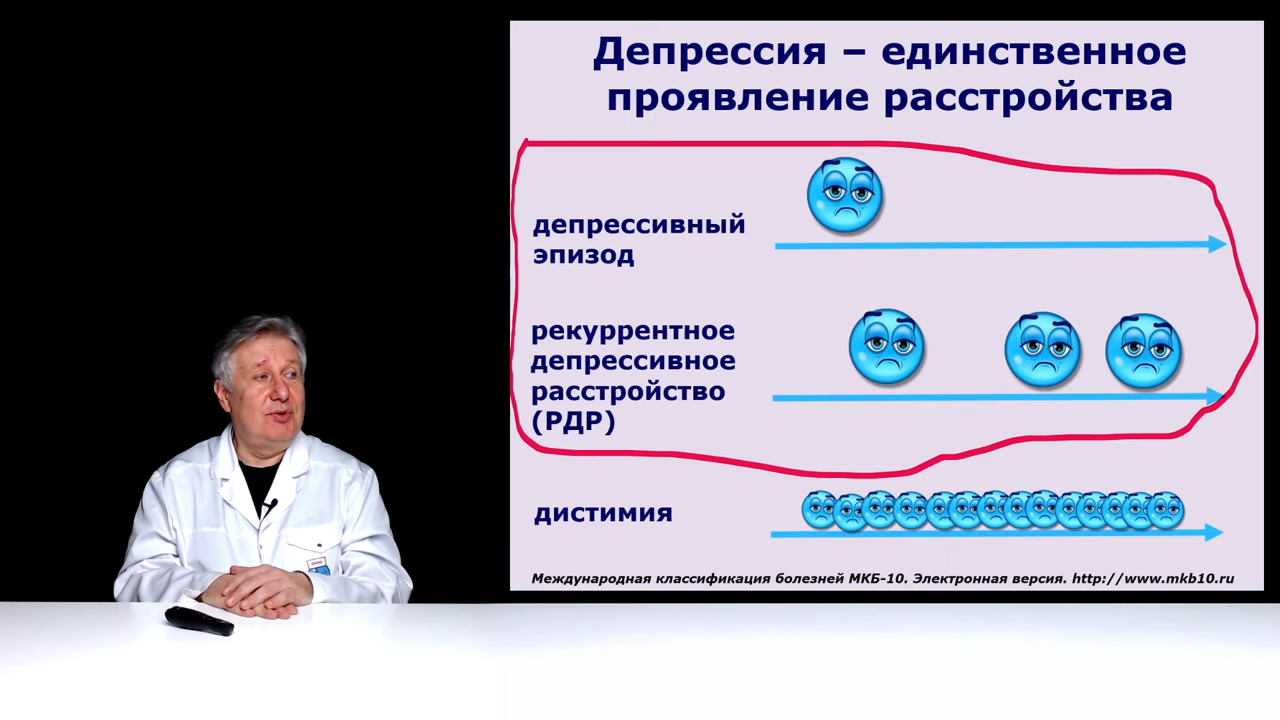 Депрессия – единственное
проявление расстройства
депрессивный
эпизод
рекуррентное
депрессивное
расстройство
(РДР)
дистимия
Международная классификация болезней МКБ-10. Электронная версия. http://www.mkb10.ru